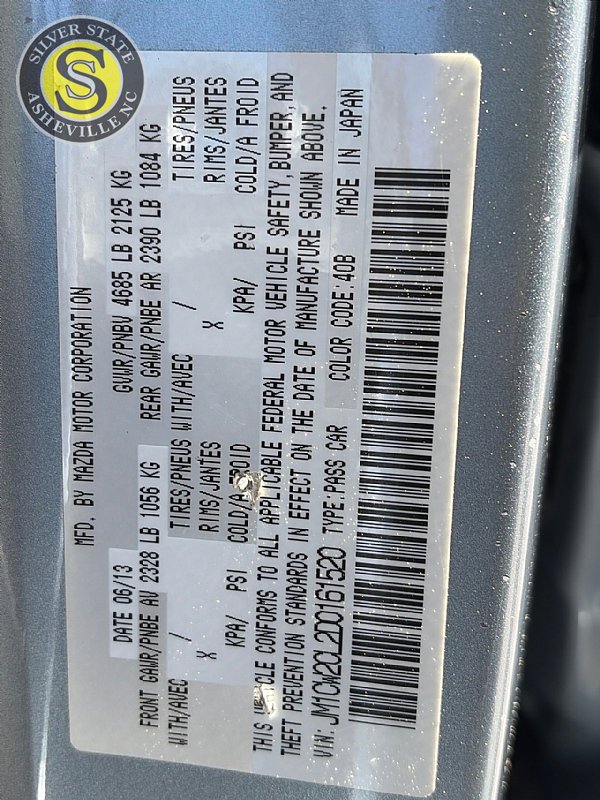 SILVER STATE
S
ASHEVILLE NC
MFD. BY MAZDA MOTOR CORPORATION
DATE 06/13 GVWR/PNBV 4685 LB 2125 KG
FRONT GAWR/PNBE AV 2328 LB 1056 KG REAR GAWR/PNBE AR 2390 LB 1084 KG
WITH/AVEC / TIRES/PNEUS WITH/AVEC / TIRES/PNEUS
X RIMS/JANTES X RIMS/JANTES
KPA/ PSI COLD/A FROID KPA/ PSI COLD/A FROID
THIS VEHICLE CONFORMS TO ALL APPLICABLE FEDERAL MOTOR VEHICLE SAFETY, BUMPER, AND
THEFT PREVENTION STANDARDS IN EFFECT ON THE DATE OF MANUFACTURE SHOWN ABOVE.
VIN: JM1CW2CL2D0161520 TYPE:PASS CAR COLOR CODE:40B MADE IN JAPAN